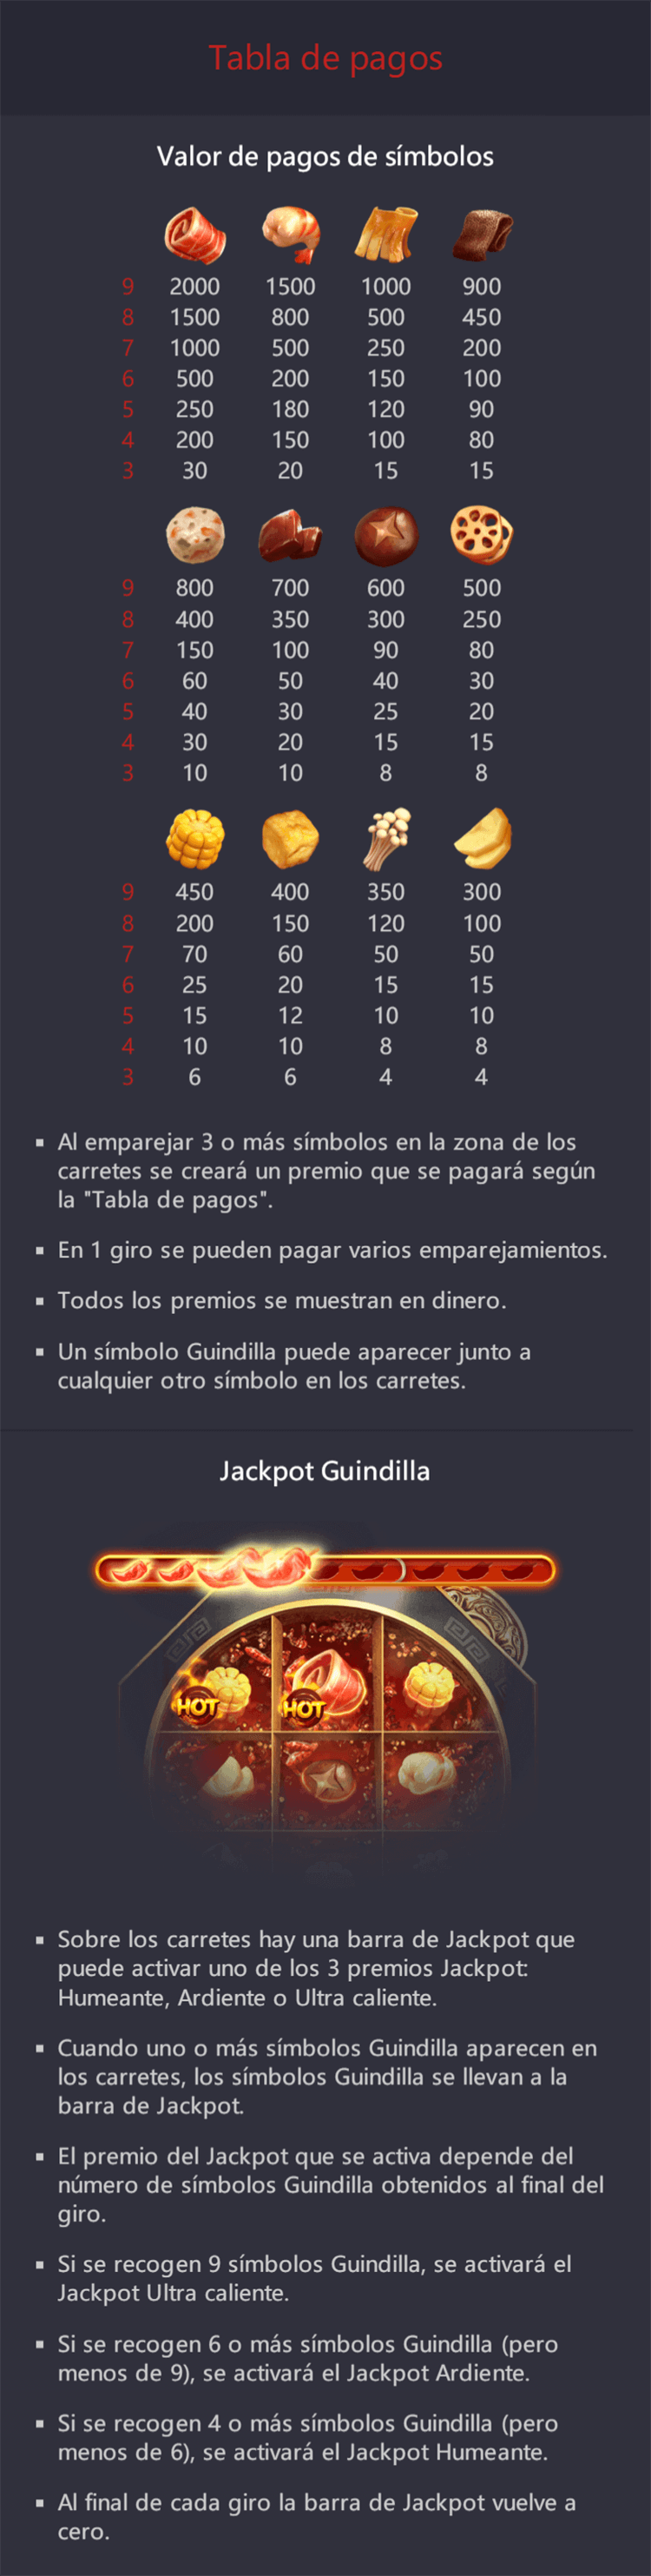 Tabla de pagos
Valor de pagos de símbolos
9 2000 1500 1000 900
8 1500 800 500 450
7 1000 500 250 200
6 500 200 150 100
5 250 180 120 90
4 200 150 100 80
3 30 20 15 15
9 800 700 600 500
8 400 350 300 250
7 150 100 90 80
6 60 50 40 30
5 40 30 25 20
4 30 20 15 15
3 10 10 8 8
9 450 400 350 300
8 200 150 120 100
7 70 60 50 50
6 25 20 15 15
5 15 12 10 10
4 10 10 8 8
3 6 6 4 4
▪ Al emparejar 3 o más símbolos en la zona de los
carretes se creará un premio que se pagará según
la "Tabla de pagos".
▪ En 1 giro se pueden pagar varios emparejamientos.
▪ Todos los premios se muestran en dinero.
▪ Un símbolo Guindilla puede aparecer junto a
cualquier otro símbolo en los carretes.
Jackpot Guindilla
HOT HOT
▪ Sobre los carretes hay una barra de Jackpot que
puede activar uno de los 3 premios Jackpot:
Humeante, Ardiente o Ultra caliente.
▪ Cuando uno o más símbolos Guindilla aparecen en
los carretes, los símbolos Guindilla se llevan a la
barra de Jackpot.
▪ El premio del Jackpot que se activa depende del
número de símbolos Guindilla obtenidos al final del
giro.
▪ Si se recogen 9 símbolos Guindilla, se activará el
Jackpot Ultra caliente.
▪ Si se recogen 6 o más símbolos Guindilla (pero
menos de 9), se activará el Jackpot Ardiente.
▪ Si se recogen 4 o más símbolos Guindilla (pero
menos de 6), se activará el Jackpot Humeante.
▪ Al final de cada giro la barra de Jackpot vuelve a
cero.